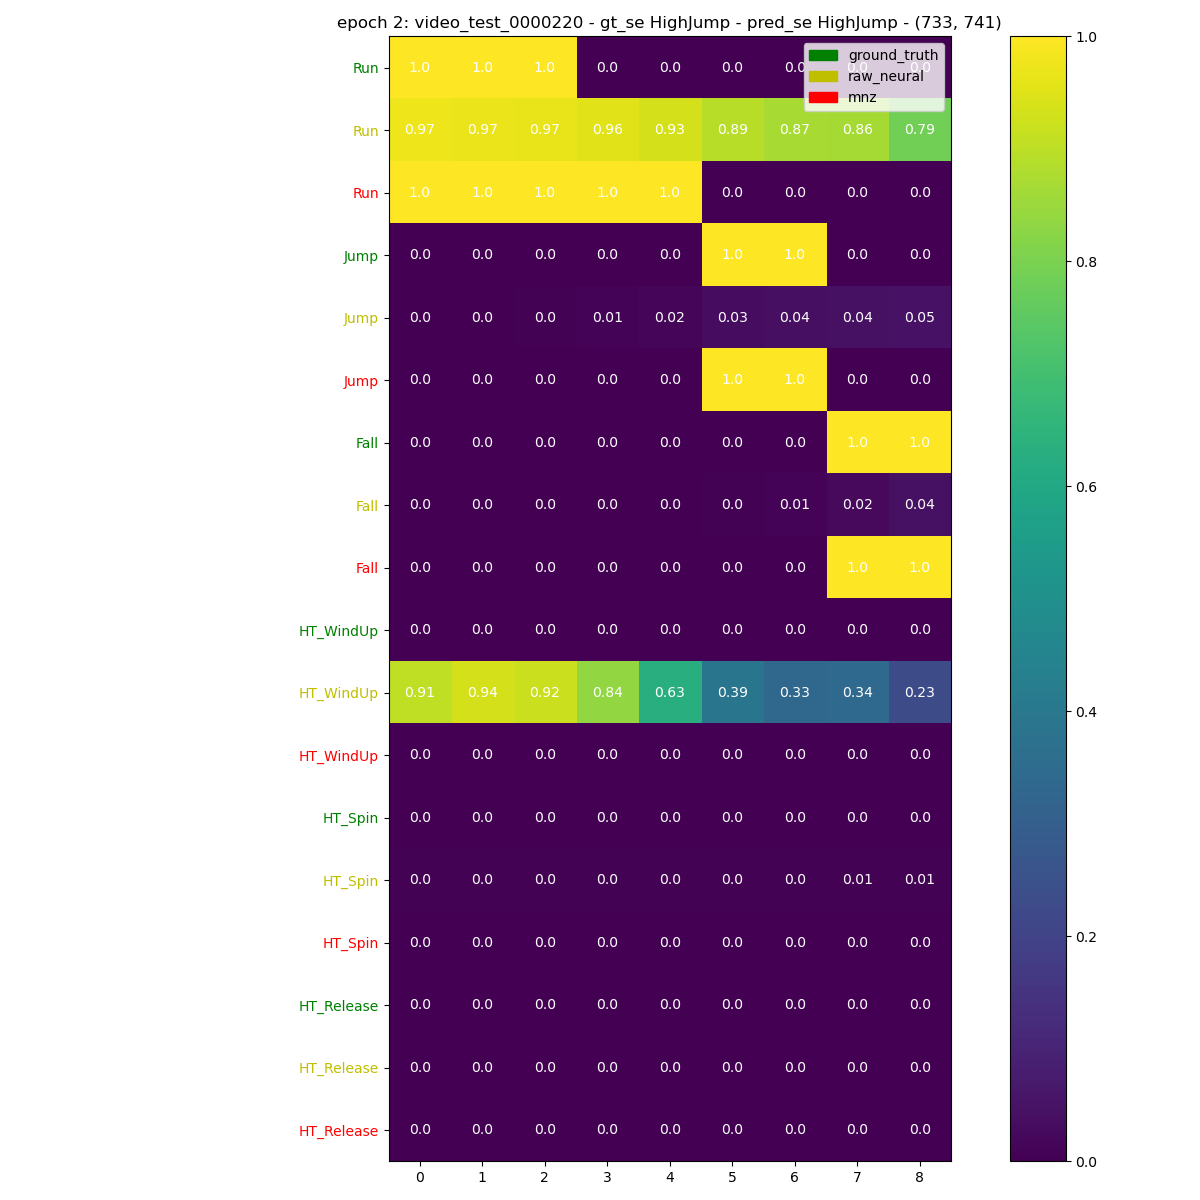 epoch 2: video_test_0000220 - gt_se HighJump - pred_se HighJump - (733, 741)
ground_truth
raw_neural
mnz
Run 1.0 1.0 1.0 0.0 0.0 0.0 0.0
Run 0.97 0.97 0.97 0.96 0.93 0.89 0.87 0.86 0.79
Run 1.0 1.0 1.0 1.0 1.0 0.0 0.0 0.0 0.0
Jump 0.0 0.0 0.0 0.0 0.0 1.0 1.0 0.0 0.0
Jump 0.0 0.0 0.0 0.01 0.02 0.03 0.04 0.04 0.05
Jump 0.0 0.0 0.0 0.0 0.0 1.0 1.0 0.0 0.0
Fall 0.0 0.0 0.0 0.0 0.0 0.0 0.0 1.0 1.0
Fall 0.0 0.0 0.0 0.0 0.0 0.0 0.01 0.02 0.04
Fall 0.0 0.0 0.0 0.0 0.0 0.0 0.0 1.0 1.0
HT_WindUp 0.0 0.0 0.0 0.0 0.0 0.0 0.0 0.0 0.0
HT_WindUp 0.91 0.94 0.92 0.84 0.63 0.39 0.33 0.34 0.23
HT_WindUp 0.0 0.0 0.0 0.0 0.0 0.0 0.0 0.0 0.0
HT_Spin 0.0 0.0 0.0 0.0 0.0 0.0 0.0 0.0 0.0
HT_Spin 0.0 0.0 0.0 0.0 0.0 0.0 0.0 0.01 0.01
HT_Spin 0.0 0.0 0.0 0.0 0.0 0.0 0.0 0.0 0.0
HT_Release 0.0 0.0 0.0 0.0 0.0 0.0 0.0 0.0 0.0
HT_Release 0.0 0.0 0.0 0.0 0.0 0.0 0.0 0.0 0.0
HT_Release 0.0 0.0 0.0 0.0 0.0 0.0 0.0 0.0 0.0
0 1 2 3 4 5 6 7 8
1.0
0.8
0.6
0.4
0.2
0.0